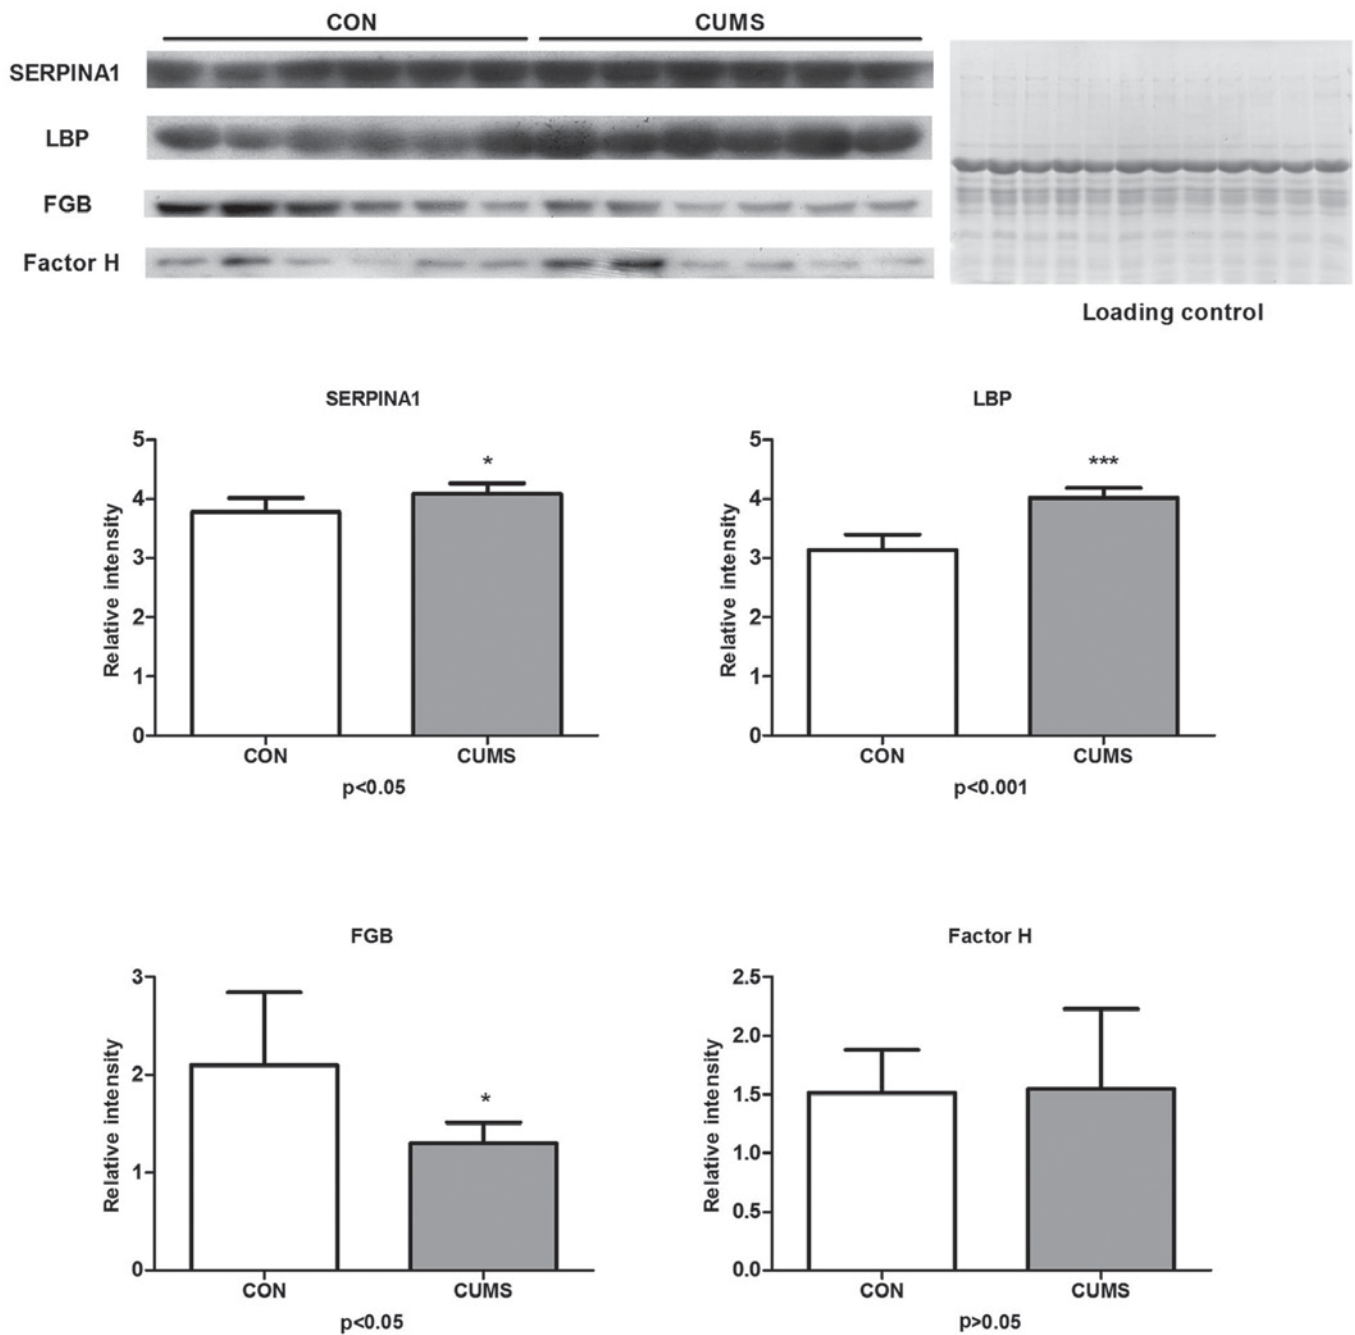 CON CUMS
SERPINA1
LBP
FGB
Factor H
Loading control
SERPINA1
5
4
3
2
1
0
Relative intensity
*
CON CUMS
p<0.05
LBP
5
4
3
2
1
0
Relative intensity
***
CON CUMS
p<0.001
FGB
3
2
1
0
Relative intensity
*
CON CUMS
p<0.05
Factor H
2.5
2.0
1.5
1.0
0.5
0.0
Relative intensity
CON CUMS
p>0.05